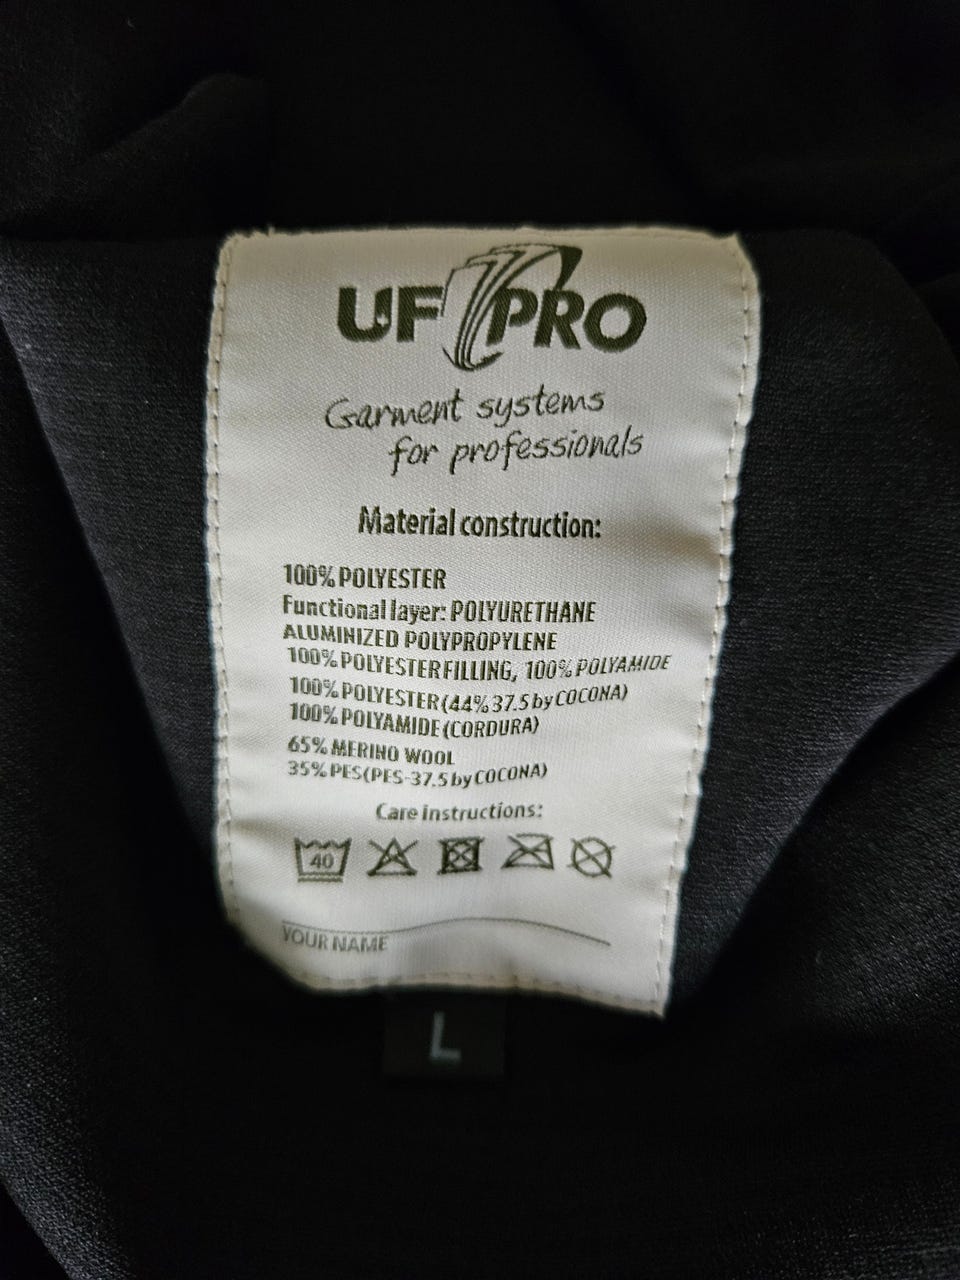 UF PRO
Garment systems
for professionals
Material construction:
100% POLYESTER
Functional layer: POLYURETHANE
ALUMINIZED POLYPROPYLENE
100% POLYESTER FILLING, 100% POLYAMIDE
100% POLYESTER (44% 37.5 by COCONA)
100% POLYAMIDE (CORDURA)
65% MERINO WOOL
35% PES (PES-37.5 by COCONA)
Care instructions:
40
YOUR NAME
L